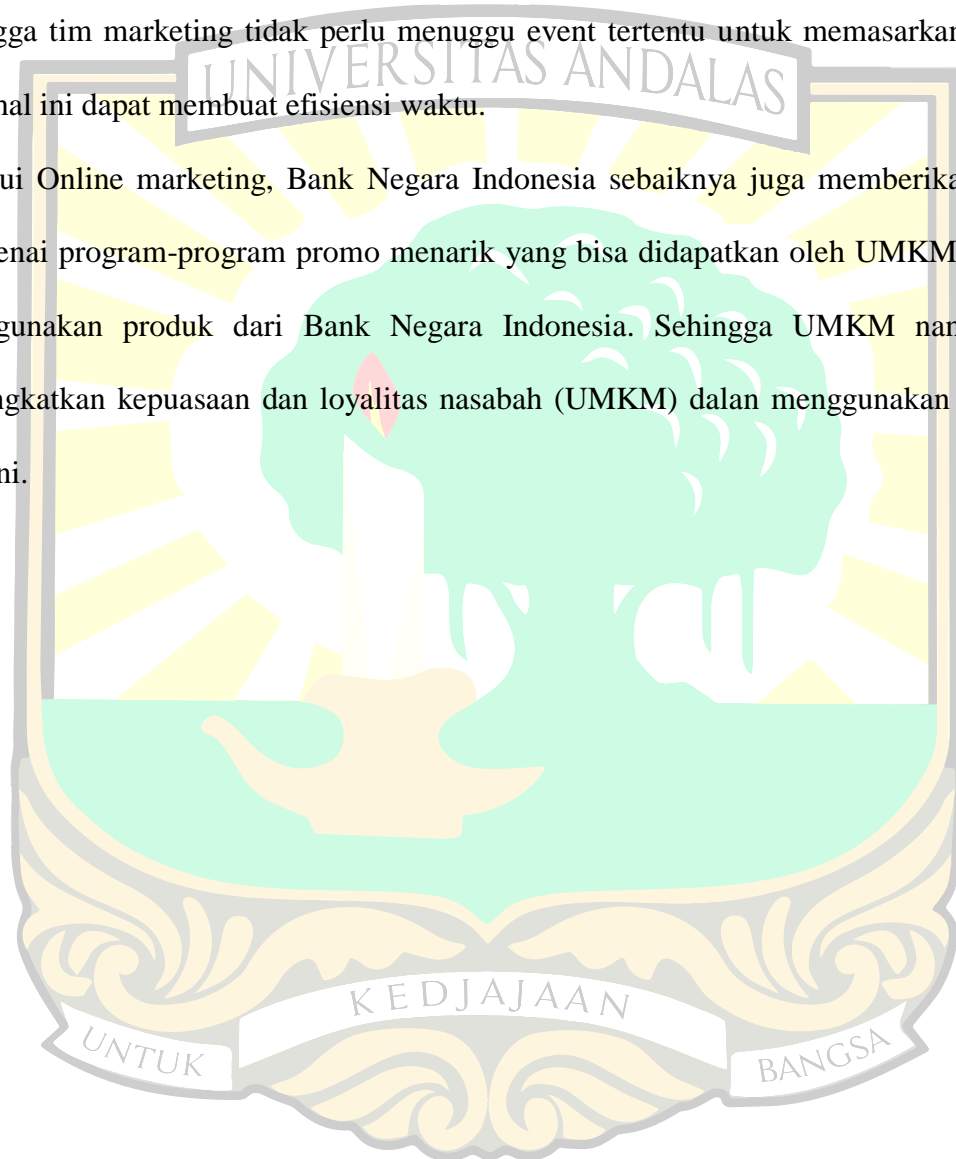 gga tim marketing tidak perlu menuggu event tertentu untuk memasarkan
UNIVERSITAS ANDALAS
nal ini dapat membuat efisiensi waktu.
ui Online marketing, Bank Negara Indonesia sebaiknya juga memberika
enai program-program promo menarik yang bisa didapatkan oleh UMKM
gunakan produk dari Bank Negara Indonesia. Sehingga UMKM nan
ngkatkan kepuasaan dan loyalitas nasabah (UMKM) dalan menggunakan
ni.
KEDJAJAAN
UNTUK
BANGSA